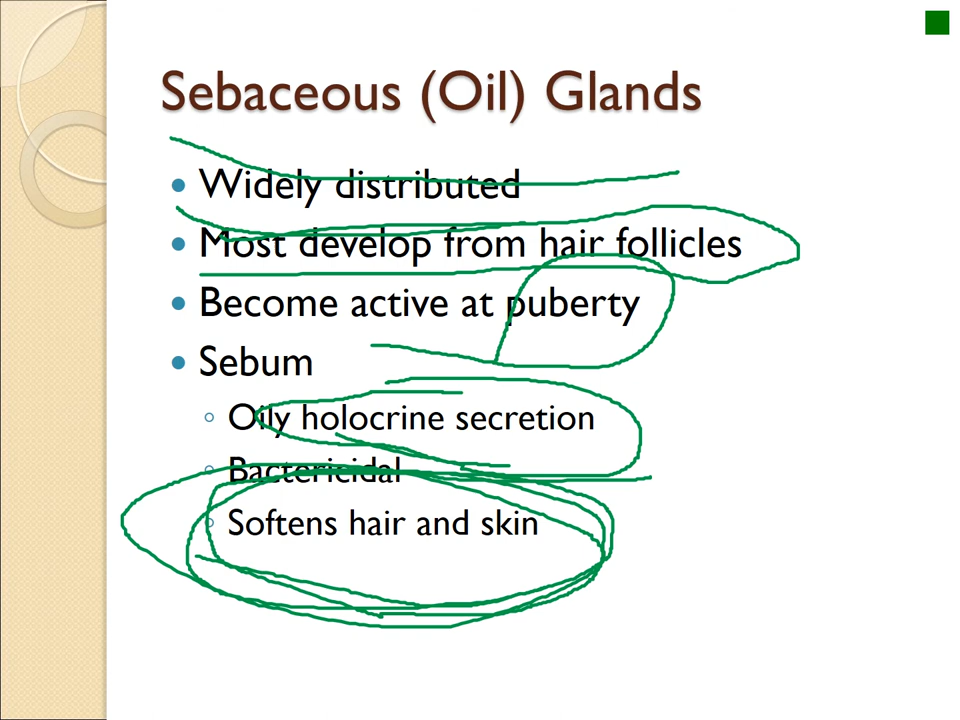 Sebaceous (Oil) Glands
• Widely distributed
• Most develop from hair follicles
• Become active at puberty
• Sebum
◦ Oily holocrine secretion
◦ Bactericidal
◦ Softens hair and skin